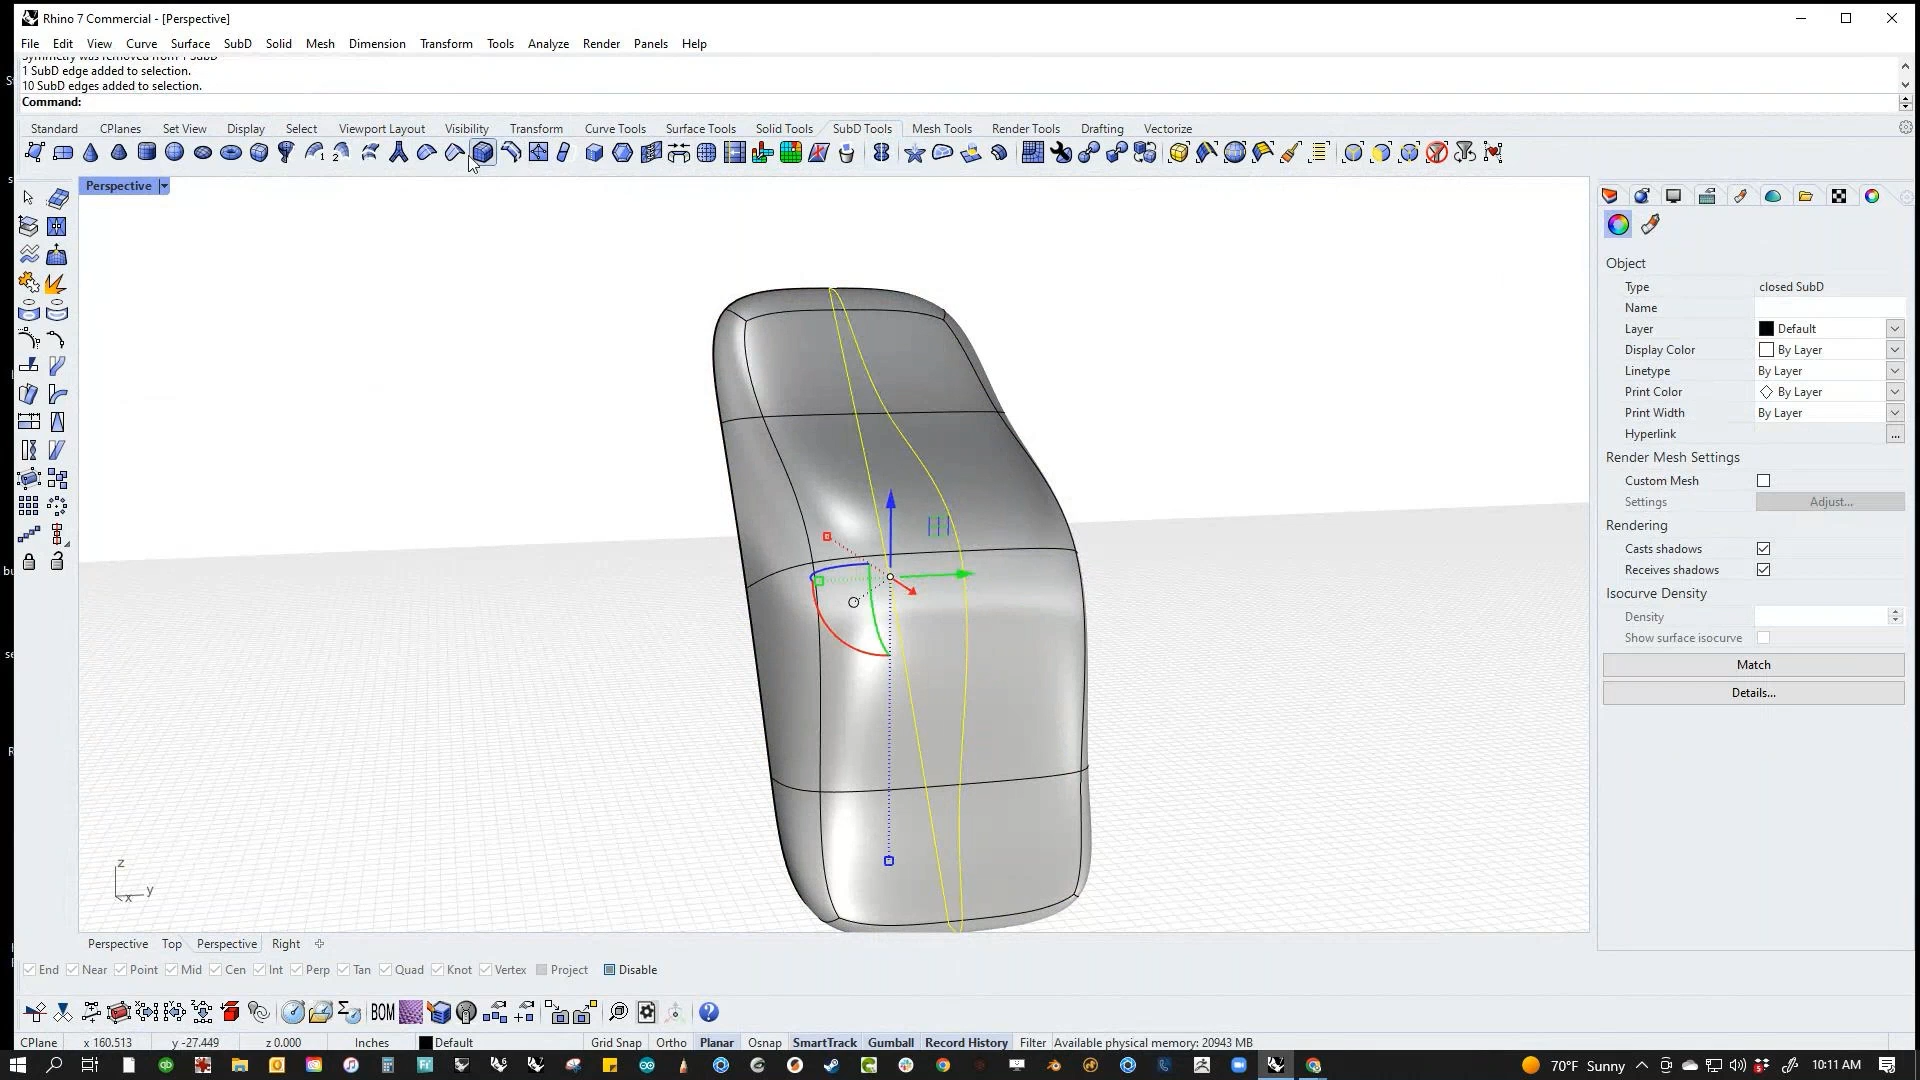 Rhino 7 Commercial - [Perspective]
File Edit View Curve Surface SubD Solid Mesh Dimension Transform Tools Analyze Render Panels Help
Symmetry was removed from 1 SubD
1 SubD edge added to selection.
10 SubD edges added to selection.
Command:
Standard CPlanes Set View Display Select Viewport Layout Visibility Transform Curve Tools Surface Tools Solid Tools SubD Tools Mesh Tools Render Tools Drafting Vectorize
Perspective
Object
Type closed SubD
Name
Layer Default
Display Color By Layer
Linetype By Layer
Print Color By Layer
Print Width By Layer
Hyperlink ...
Render Mesh Settings
Custom Mesh
Settings Adjust...
Rendering
Casts shadows
Receives shadows
Isocurve Density
Density
Show surface isocurve
Match
Details...
z
y
x
Perspective Top Perspective Right
End Near Point Mid Cen Int Perp Tan Quad Knot Vertex Project Disable
BOM
CPlane x 160.513 y -27.449 z 0.000 Inches Default Grid Snap Ortho Planar Osnap SmartTrack Gumball Record History Filter Available physical memory: 20943 MB
70°F Sunny 10:11 AM